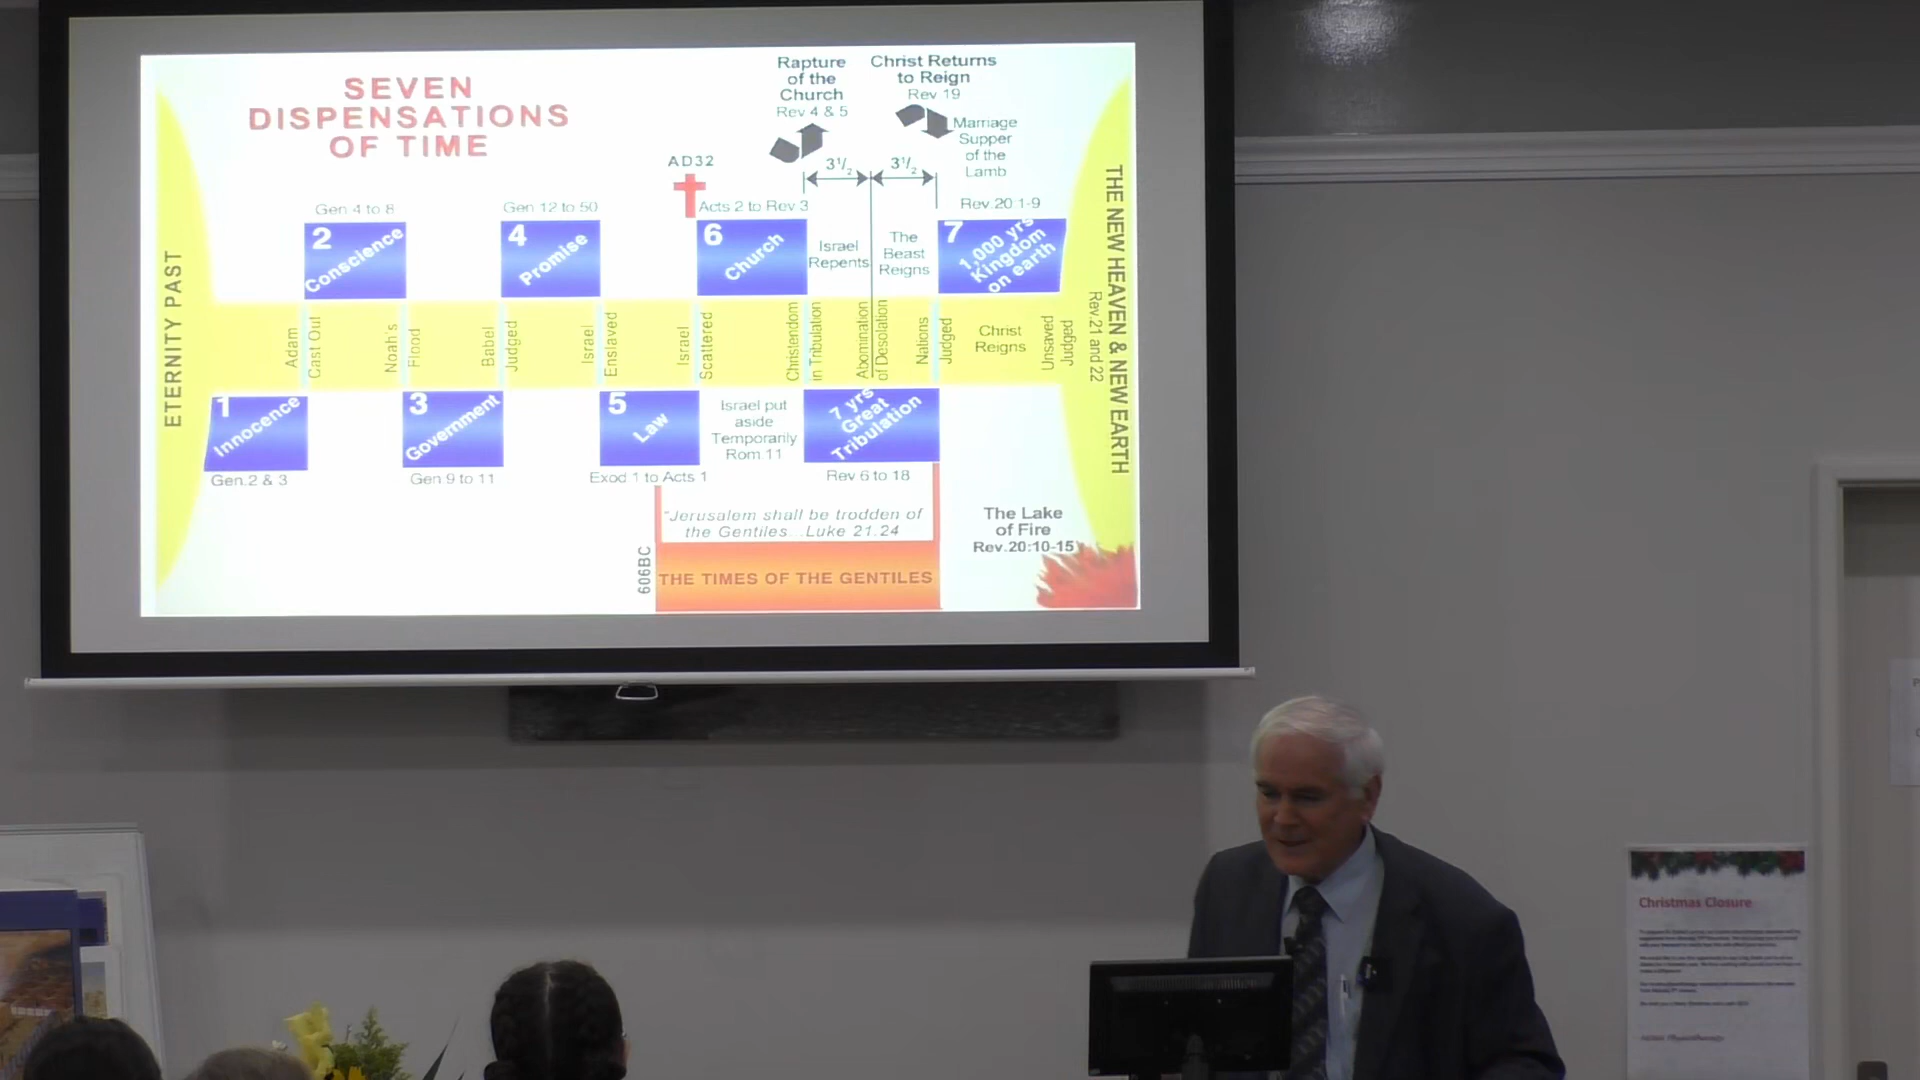 SEVEN
DISPENSATIONS
OF TIME
Rapture
of the
Church
Rev 4 & 5
Christ Returns
to Reign
Rev 19
Marriage
Supper
of the
Lamb
AD32
3½
3½
Gen 4 to 8
Gen 12 to 50
Acts 2 to Rev 3
Rev.20:1-9
2
Conscience
4
Promise
6
Church
Israel
Repents
The
Beast
Reigns
7
1,000 yrs
Kingdom
on earth
ETERNITY PAST
Adam
Cast Out
Noah's
Flood
Babel
Judged
Israel
Enslaved
Israel
Scattered
Christendom
in Tribulation
Abomination
of Desolation
Nations
Judged
Christ
Reigns
Unsaved
Judged
THE NEW HEAVEN & NEW EARTH
Rev.21 and 22
1
Innocence
3
Government
5
Law
Israel put
aside
Temporarily
Rom.11
7 yrs
Great
Tribulation
Gen.2 & 3
Gen 9 to 11
Exod 1 to Acts 1
Rev 6 to 18
"Jerusalem shall be trodden of
the Gentiles...Luke 21.24
606BC
THE TIMES OF THE GENTILES
The Lake
of Fire
Rev.20:10-15
Christmas Closure